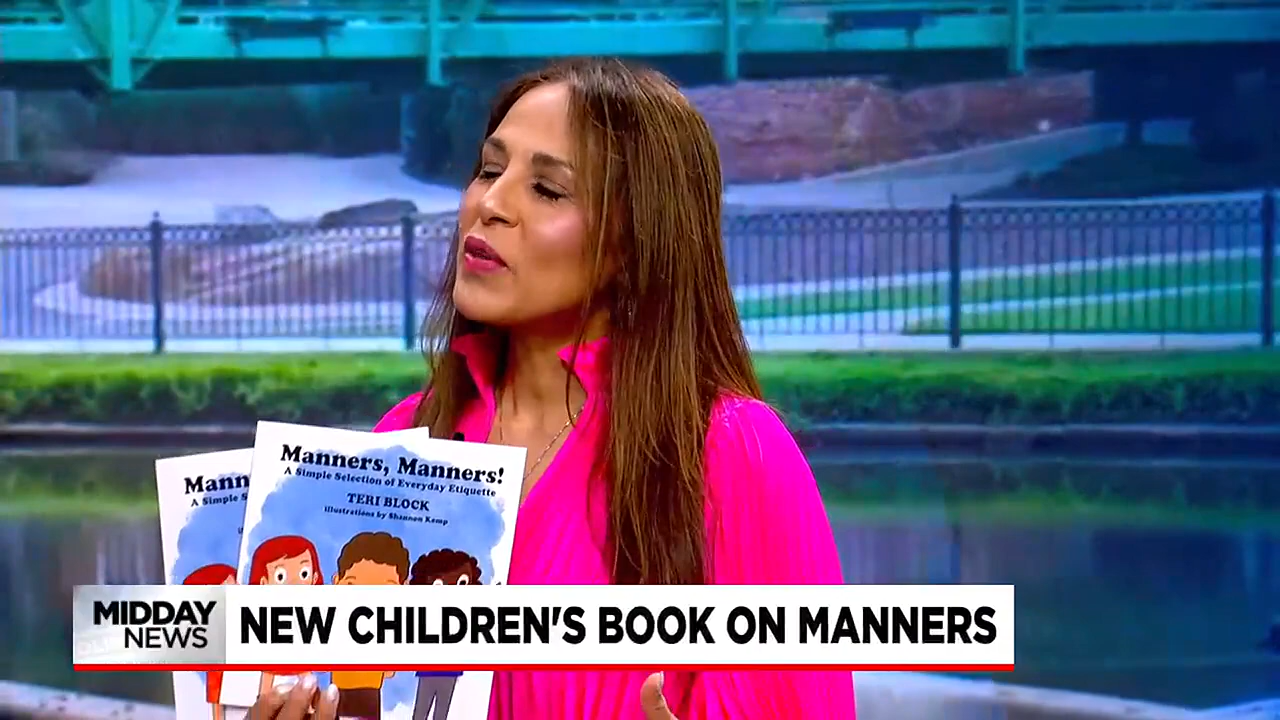 Manners, Manners!
A Simple Selection of Everyday Etiquette
TERI BLOCK
Illustrations by Shannon Kemp
Mann
A Simple S
MIDDAY
NEWS
NEW CHILDREN'S BOOK ON MANNERS